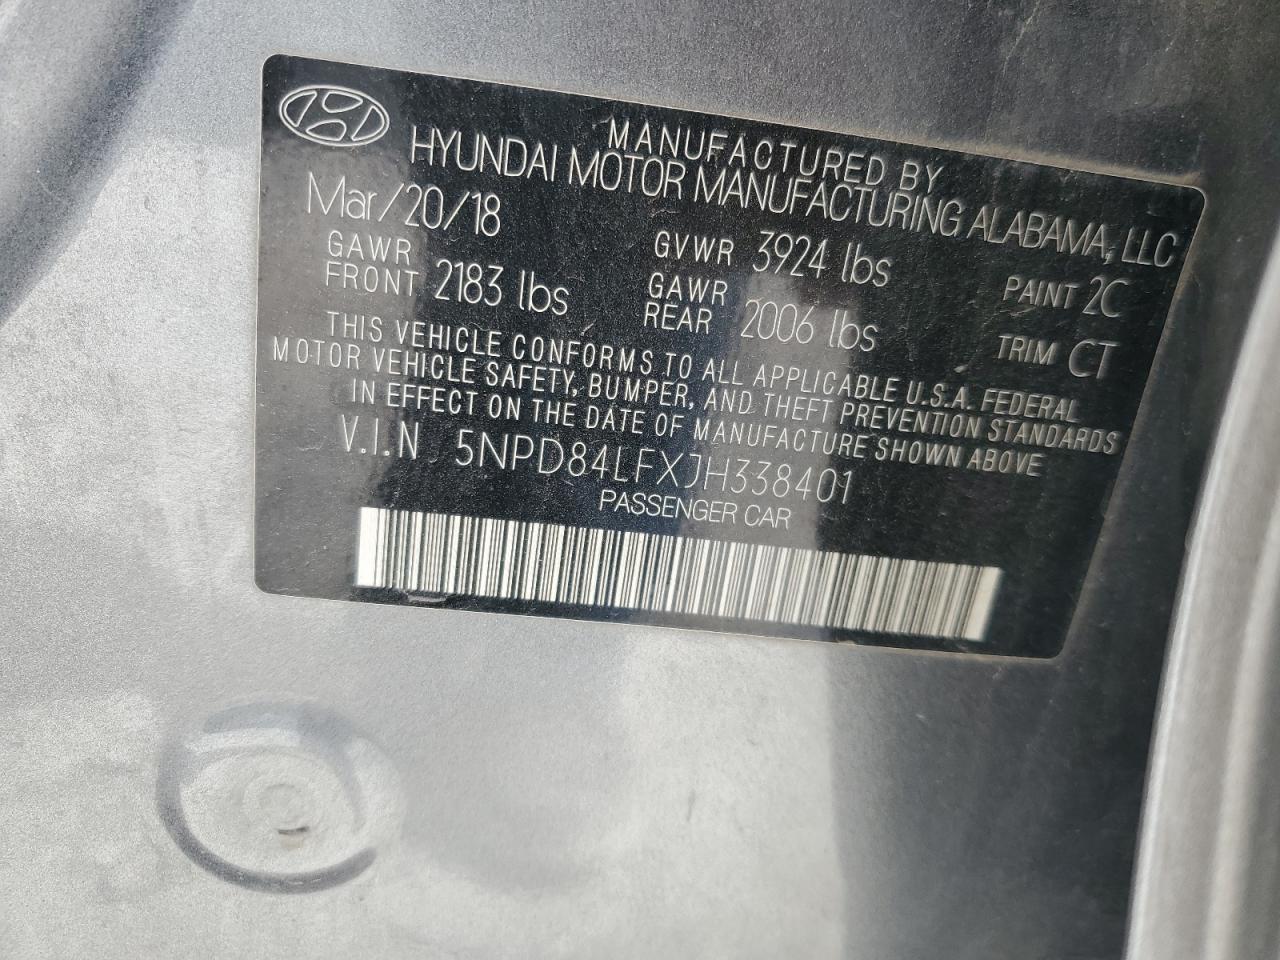 MANUFACTURED BY
HYUNDAI MOTOR MANUFACTURING ALABAMA, LLC
Mar/20/18 GVWR 3924 lbs PAINT 2C
GAWR FRONT 2183 lbs GAWR REAR 2006 lbs TRIM CT
THIS VEHICLE CONFORMS TO ALL APPLICABLE U.S.A. FEDERAL
MOTOR VEHICLE SAFETY, BUMPER, AND THEFT PREVENTION STANDARDS
IN EFFECT ON THE DATE OF MANUFACTURE SHOWN ABOVE
V.I.N 5NPD84LFXJH338401
PASSENGER CAR